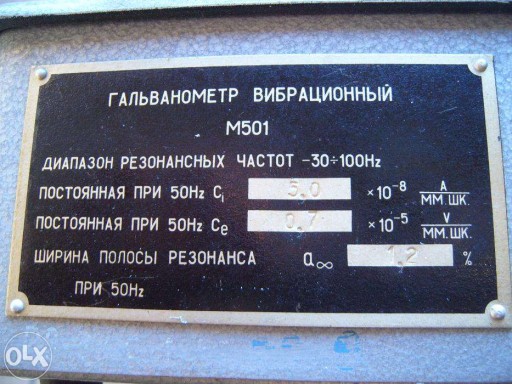 ГАЛЬВАНОМЕТР ВИБРАЦИОННЫЙ
М501
ДИАПАЗОН РЕЗОНАНСНЫХ ЧАСТОТ -30÷100Hz
ПОСТОЯННАЯ ПРИ 50Hz Ci 5,0 ×10⁻⁸ А/ММ.ШК.
ПОСТОЯННАЯ ПРИ 50Hz Ce 0,7 ×10⁻⁵ V/ММ.ШК.
ШИРИНА ПОЛОСЫ РЕЗОНАНСА a∞ 1,2 %
ПРИ 50Hz
OLX